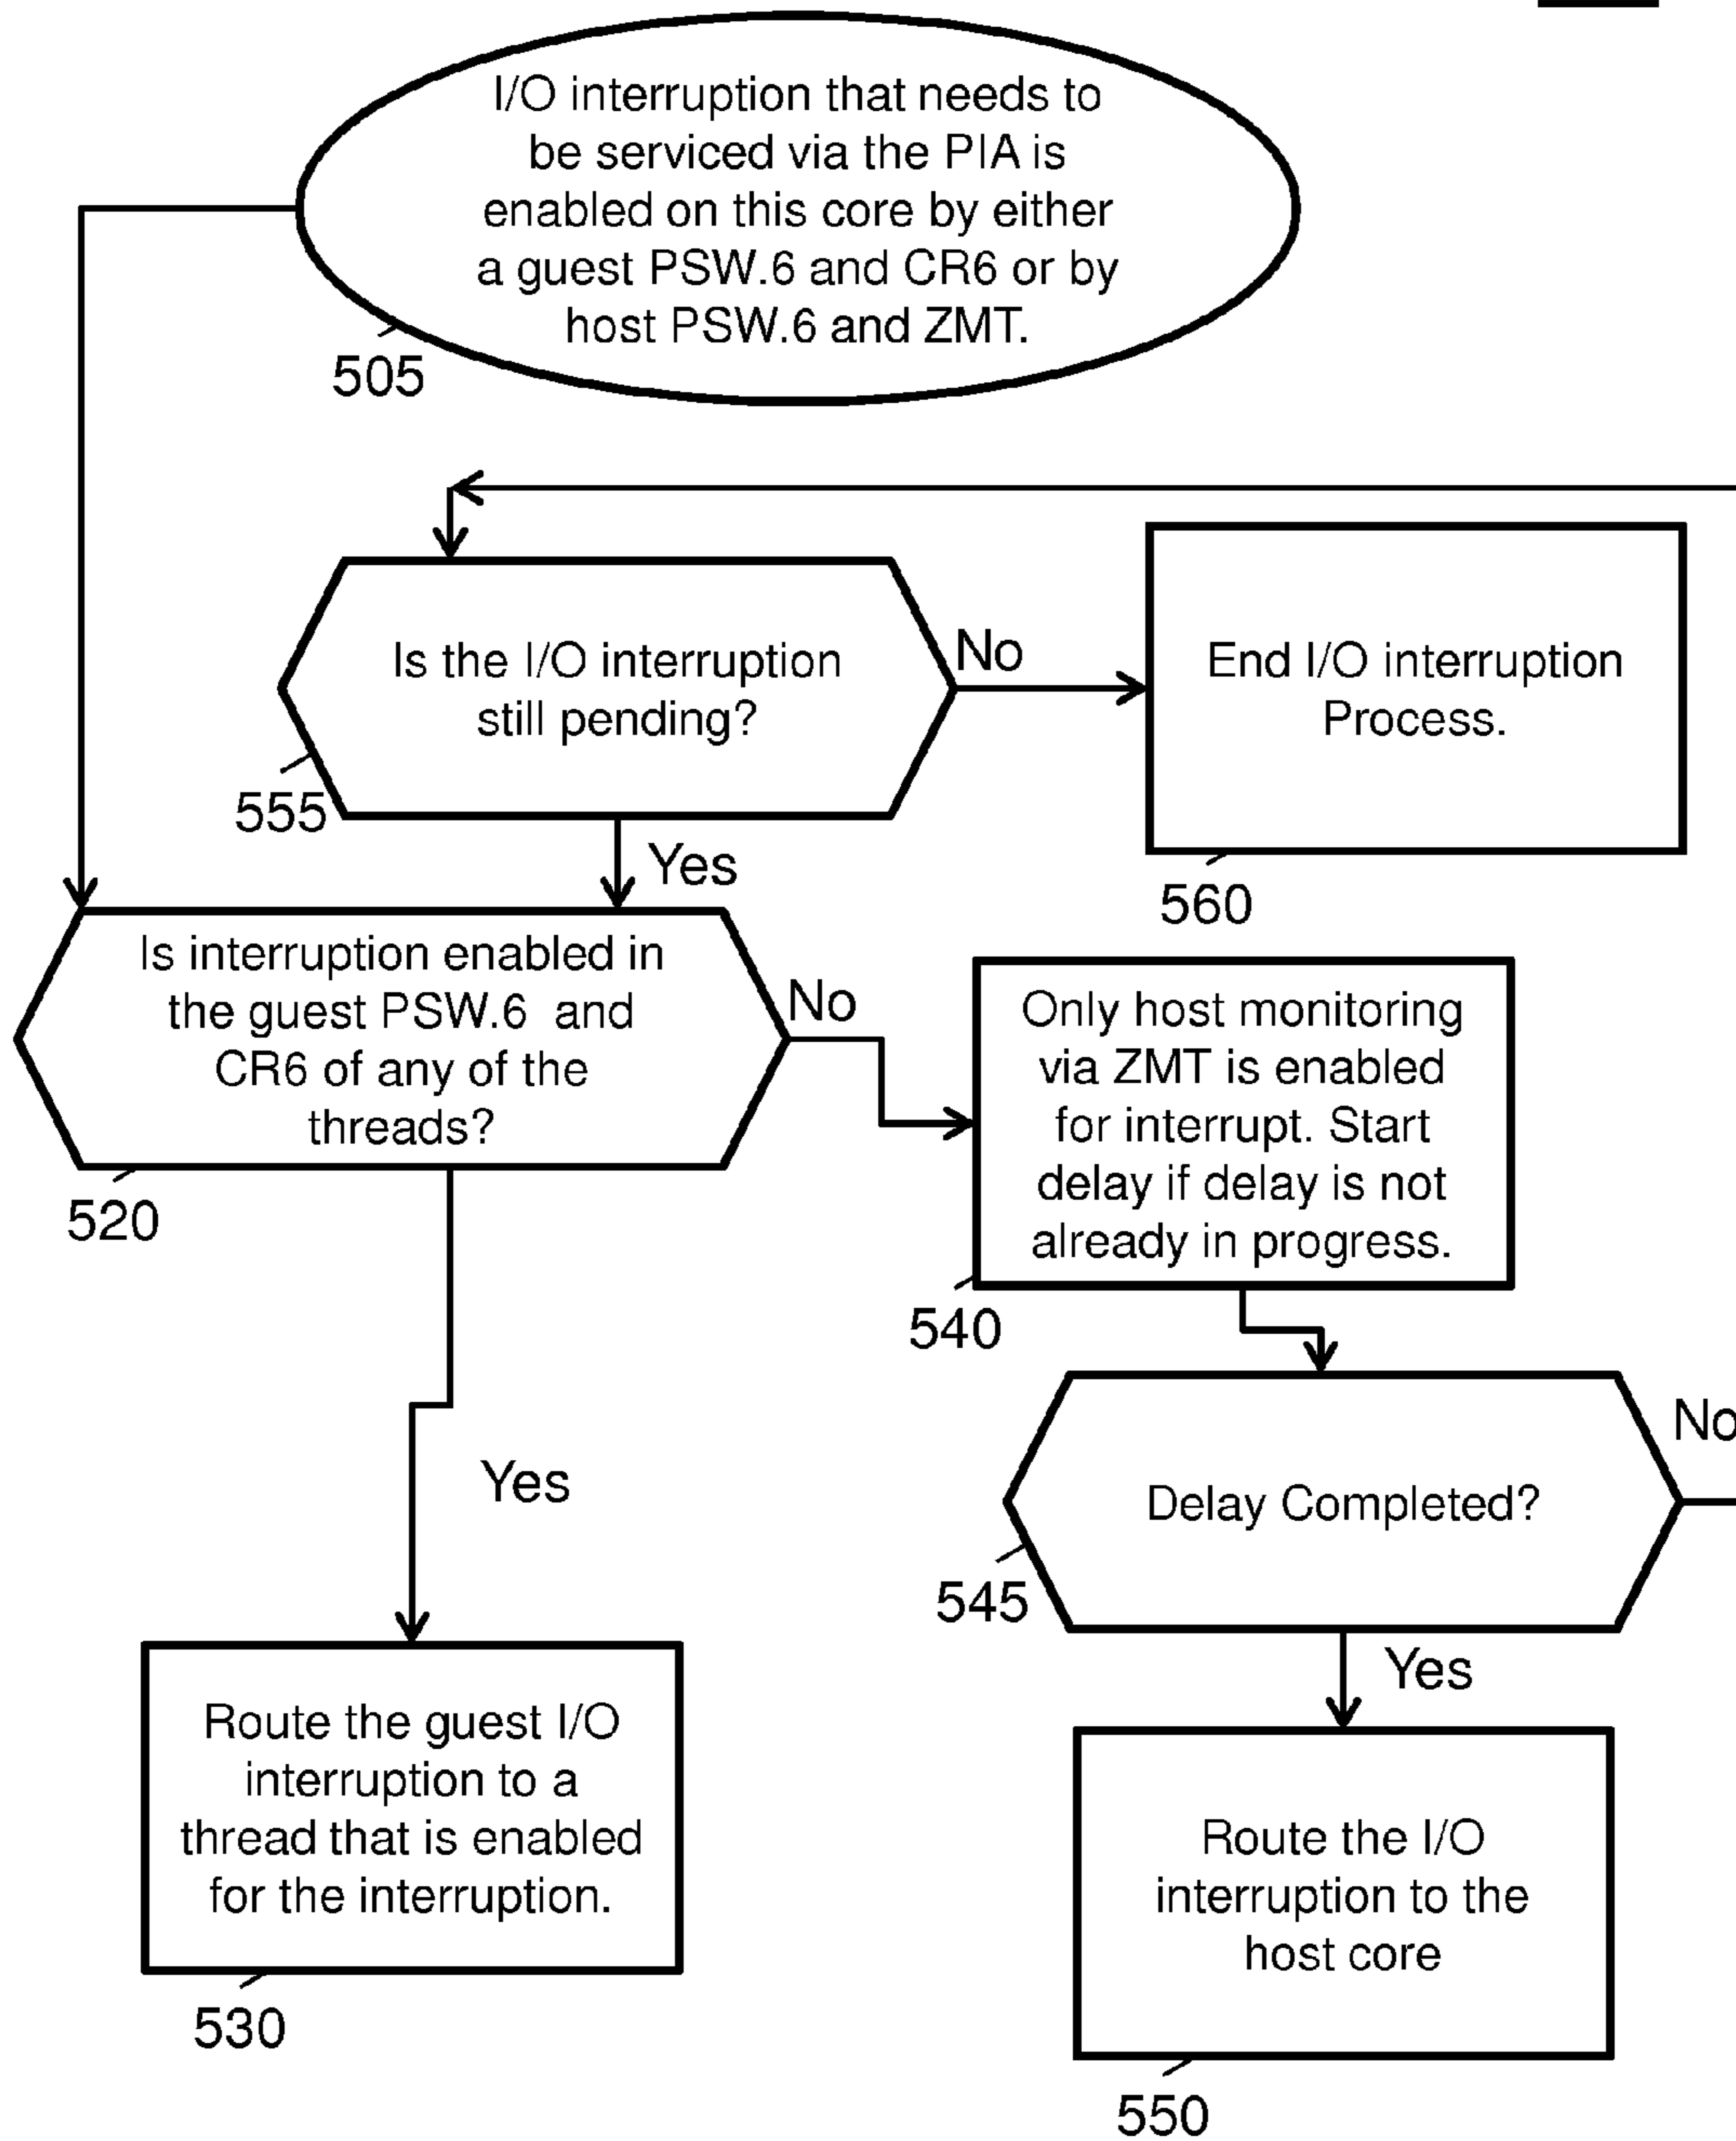 I/O interruption that needs to
be serviced via the PIA is
enabled on this core by either
a guest PSW.6 and CR6 or by
host PSW.6 and ZMT.
505
Is the I/O interruption
still pending?
555
No
End I/O interruption
Process.
560
Yes
Is interruption enabled in
the guest PSW.6 and
CR6 of any of the
threads?
520
No
Only host monitoring
via ZMT is enabled
for interrupt. Start
delay if delay is not
already in progress.
540
Delay Completed?
545
No
Yes
Yes
Route the guest I/O
interruption to a
thread that is enabled
for the interruption.
530
Route the I/O
interruption to the
host core
550